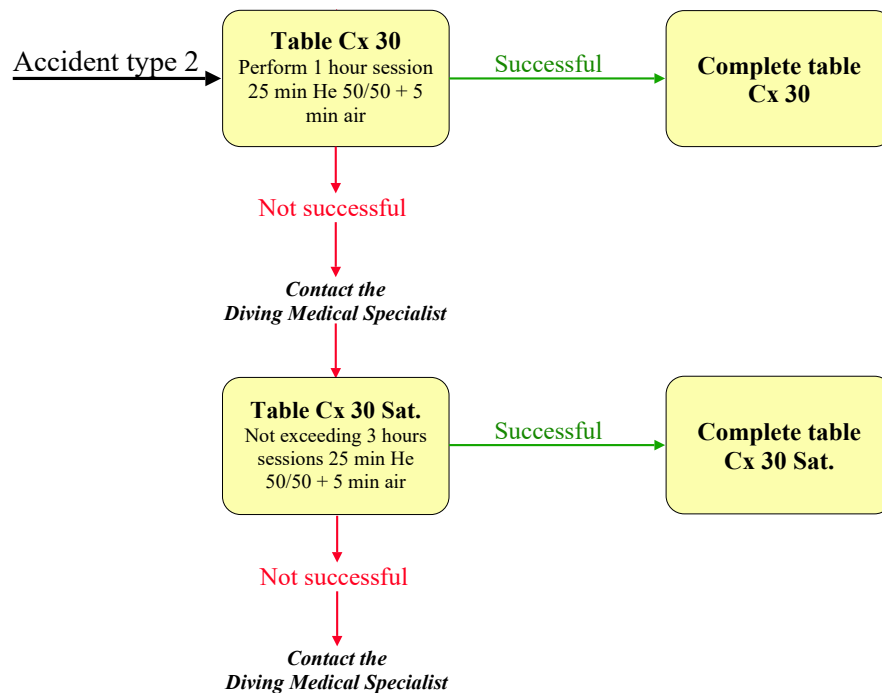 Accident type 2
Table Cx 30
Perform 1 hour session
25 min He 50/50 + 5
min air
Successful
Complete table
Cx 30
Not successful
Contact the
Diving Medical Specialist
Table Cx 30 Sat.
Not exceeding 3 hours
sessions 25 min He
50/50 + 5 min air
Successful
Complete table
Cx 30 Sat.
Not successful
Contact the
Diving Medical Specialist